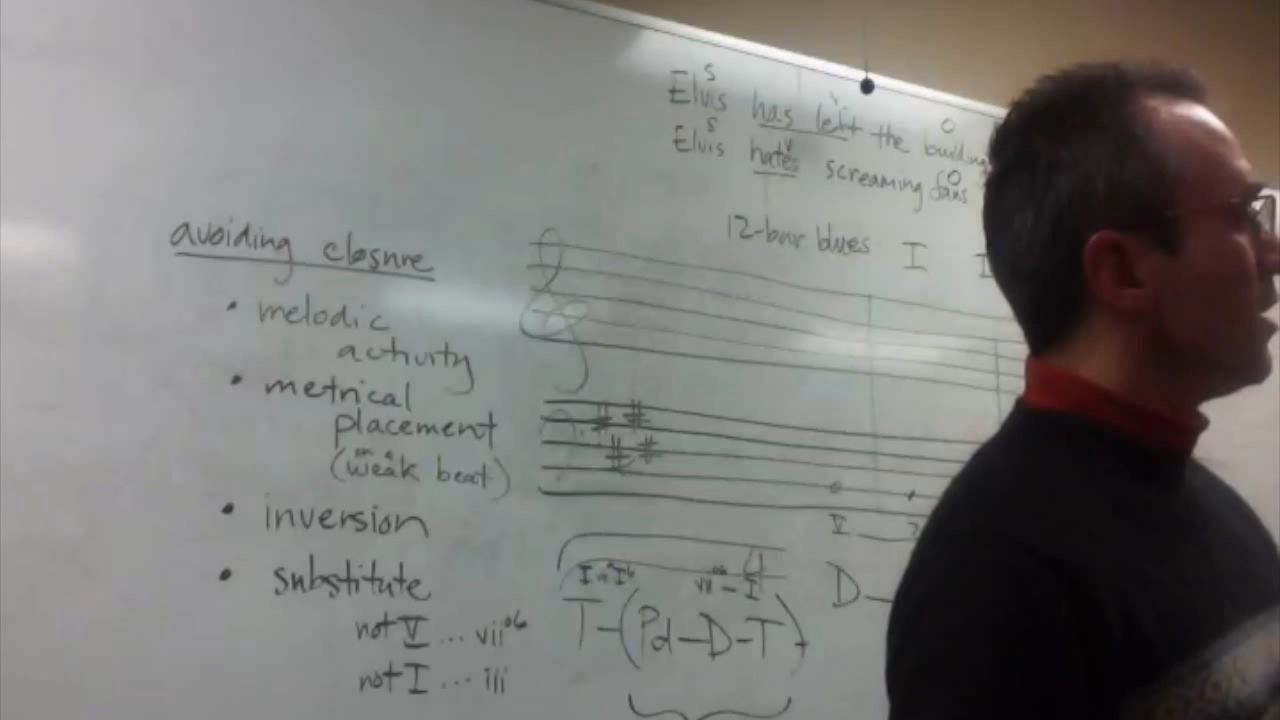 S
Elvis has left the building
S V O
Elvis hates screaming fans
12-bar blues I I
avoiding closure
• melodic
activity
• metrical
placement
(weak beat)
• inversion
• substitute
not V ... vii°6
not I ... iii
V
I I6 vii°6 – I
T–(Pd–D–T)
D–